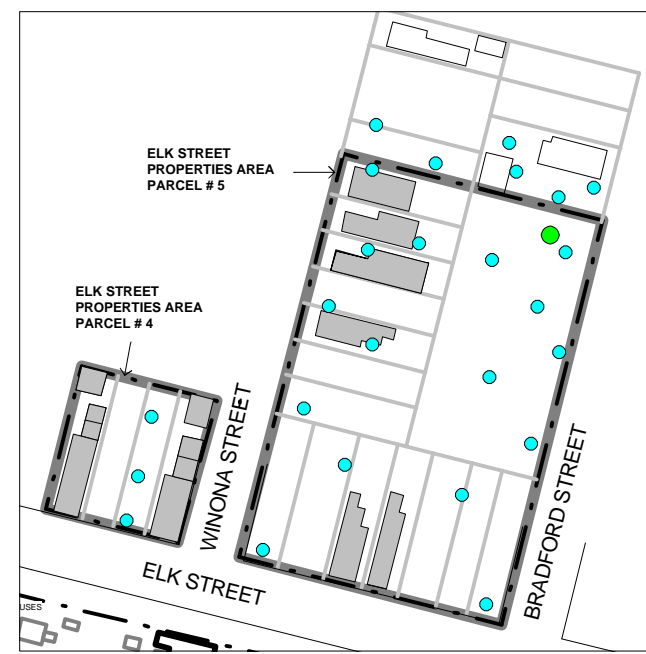 ELK STREET
PROPERTIES AREA
PARCEL # 5
ELK STREET
PROPERTIES AREA
PARCEL # 4
WINONA STREET
BRADFORD STREET
ELK STREET
USES